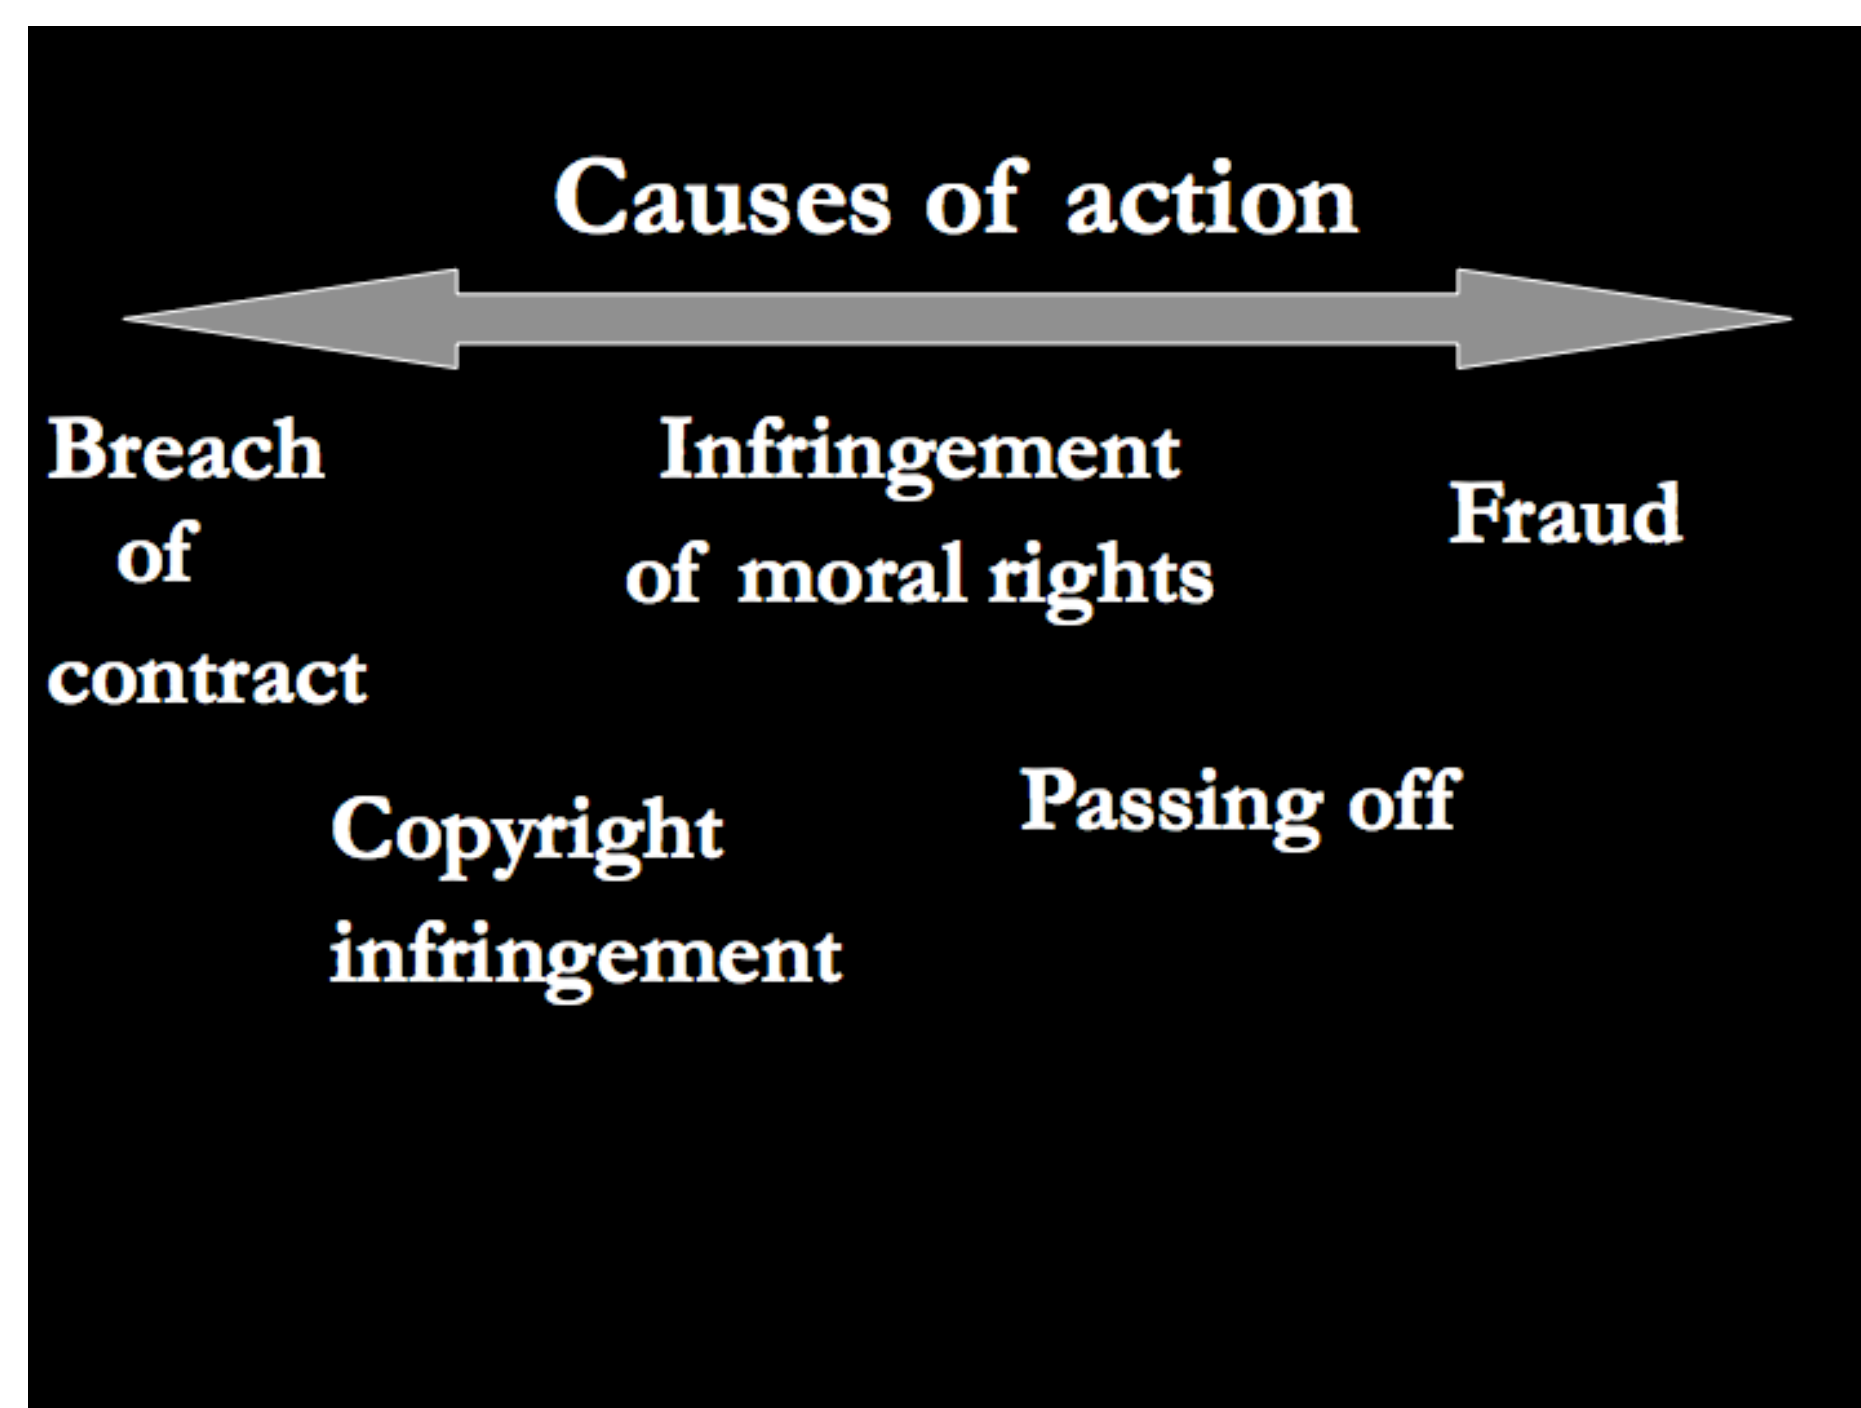 Causes of action
Breach
of
contract
Infringement
of moral rights
Fraud
Copyright
infringement
Passing off